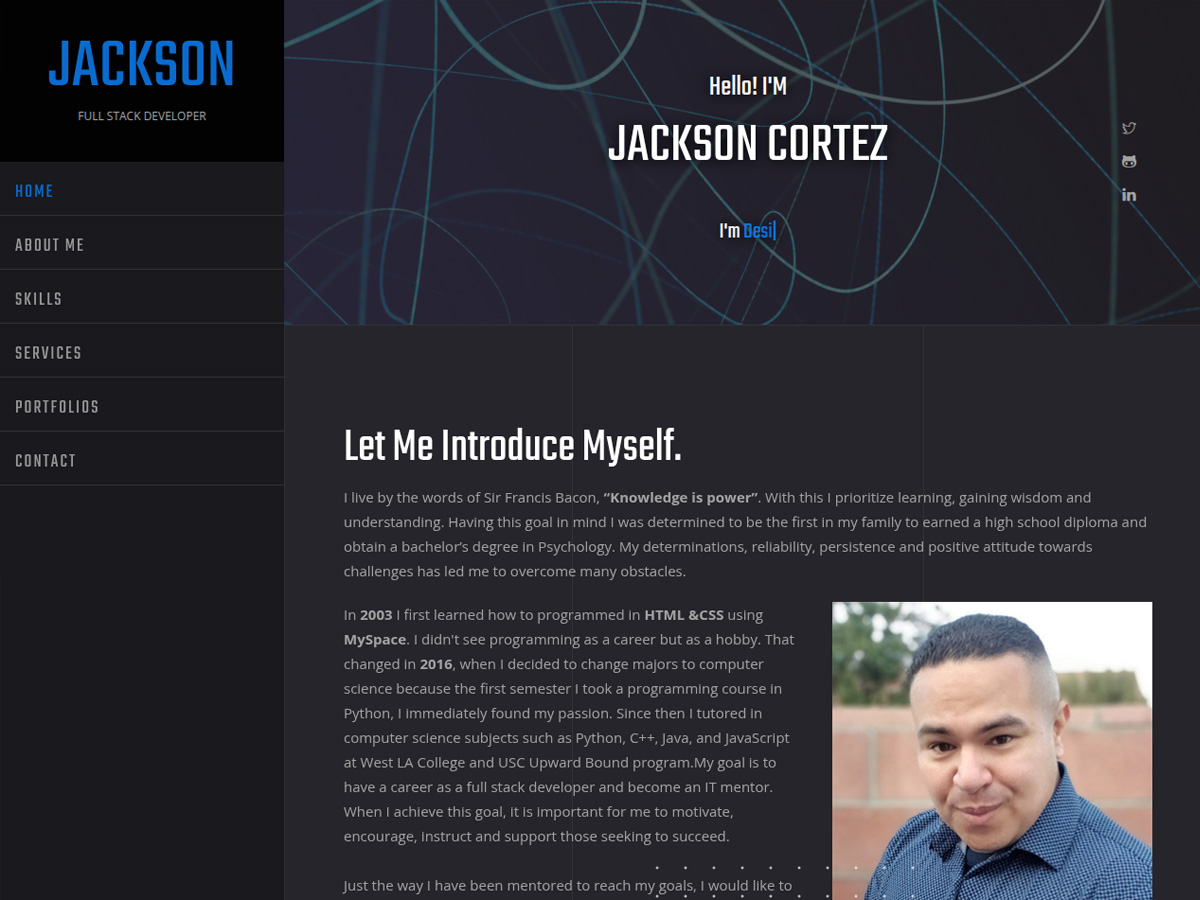 JACKSON
FULL STACK DEVELOPER
HOME
ABOUT ME
SKILLS
SERVICES
PORTFOLIOS
CONTACT
Hello! I'M
JACKSON CORTEZ
I'm Desi
Let Me Introduce Myself.
I live by the words of Sir Francis Bacon, “Knowledge is power”. With this I prioritize learning, gaining wisdom and
understanding. Having this goal in mind I was determined to be the first in my family to earned a high school diploma and
obtain a bachelor’s degree in Psychology. My determinations, reliability, persistence and positive attitude towards
challenges has led me to overcome many obstacles.
In 2003 I first learned how to programmed in HTML &CSS using
MySpace. I didn't see programming as a career but as a hobby. That
changed in 2016, when I decided to change majors to computer
science because the first semester I took a programming course in
Python, I immediately found my passion. Since then I tutored in
computer science subjects such as Python, C++, Java, and JavaScript
at West LA College and USC Upward Bound program.My goal is to
have a career as a full stack developer and become an IT mentor.
When I achieve this goal, it is important for me to motivate,
encourage, instruct and support those seeking to succeed.
Just the way I have been mentored to reach my goals, I would like to